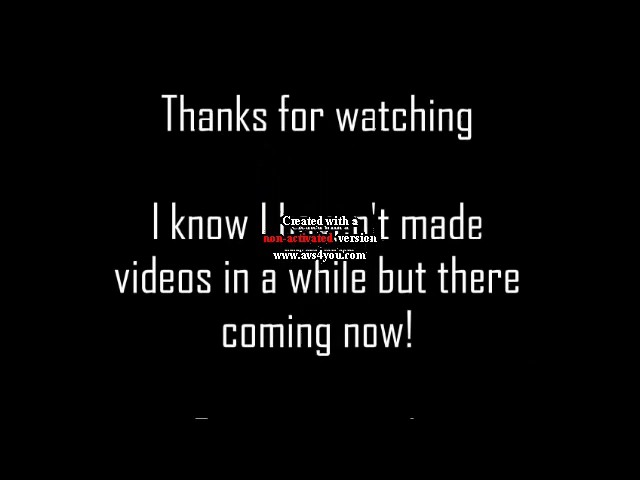 Thanks for watching
I know I haven't made
videos in a while but there
coming now!
Created with a
non-activated version
www.avs4you.com